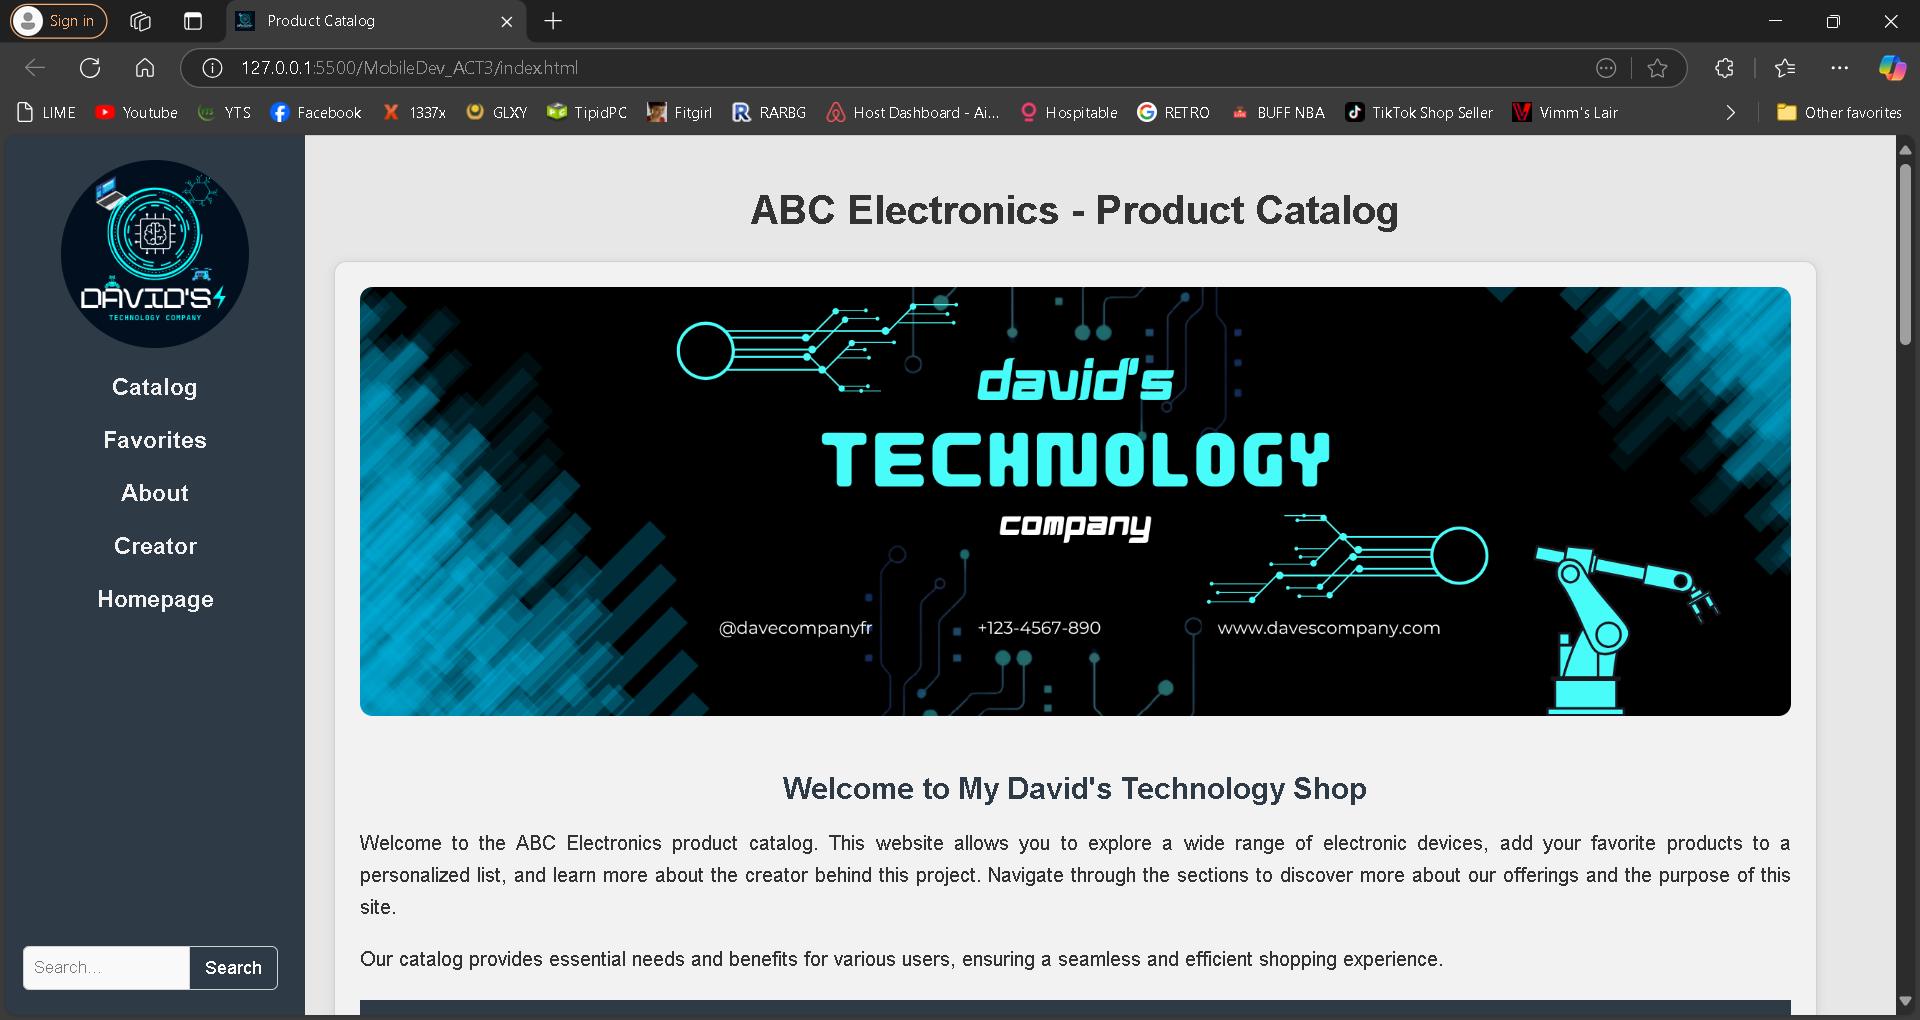 Sign in
Product Catalog
127.0.0.1:5500/MobileDev_ACT3/index.html
LIME
Youtube
YTS
Facebook
1337x
GLXY
TipidPC
Fitgirl
RARBG
Host Dashboard - Ai...
Hospitable
RETRO
BUFF NBA
TikTok Shop Seller
Vimm's Lair
Other favorites
DAVID'S
TECHNOLOGY COMPANY
Catalog
Favorites
About
Creator
Homepage
Search...
Search
ABC Electronics - Product Catalog
david's
TECHNOLOGY
company
@davecompanyfr
+123-4567-890
www.davescompany.com
Welcome to My David's Technology Shop
Welcome to the ABC Electronics product catalog. This website allows you to explore a wide range of electronic devices, add your favorite products to a
personalized list, and learn more about the creator behind this project. Navigate through the sections to discover more about our offerings and the purpose of this
site.
Our catalog provides essential needs and benefits for various users, ensuring a seamless and efficient shopping experience.